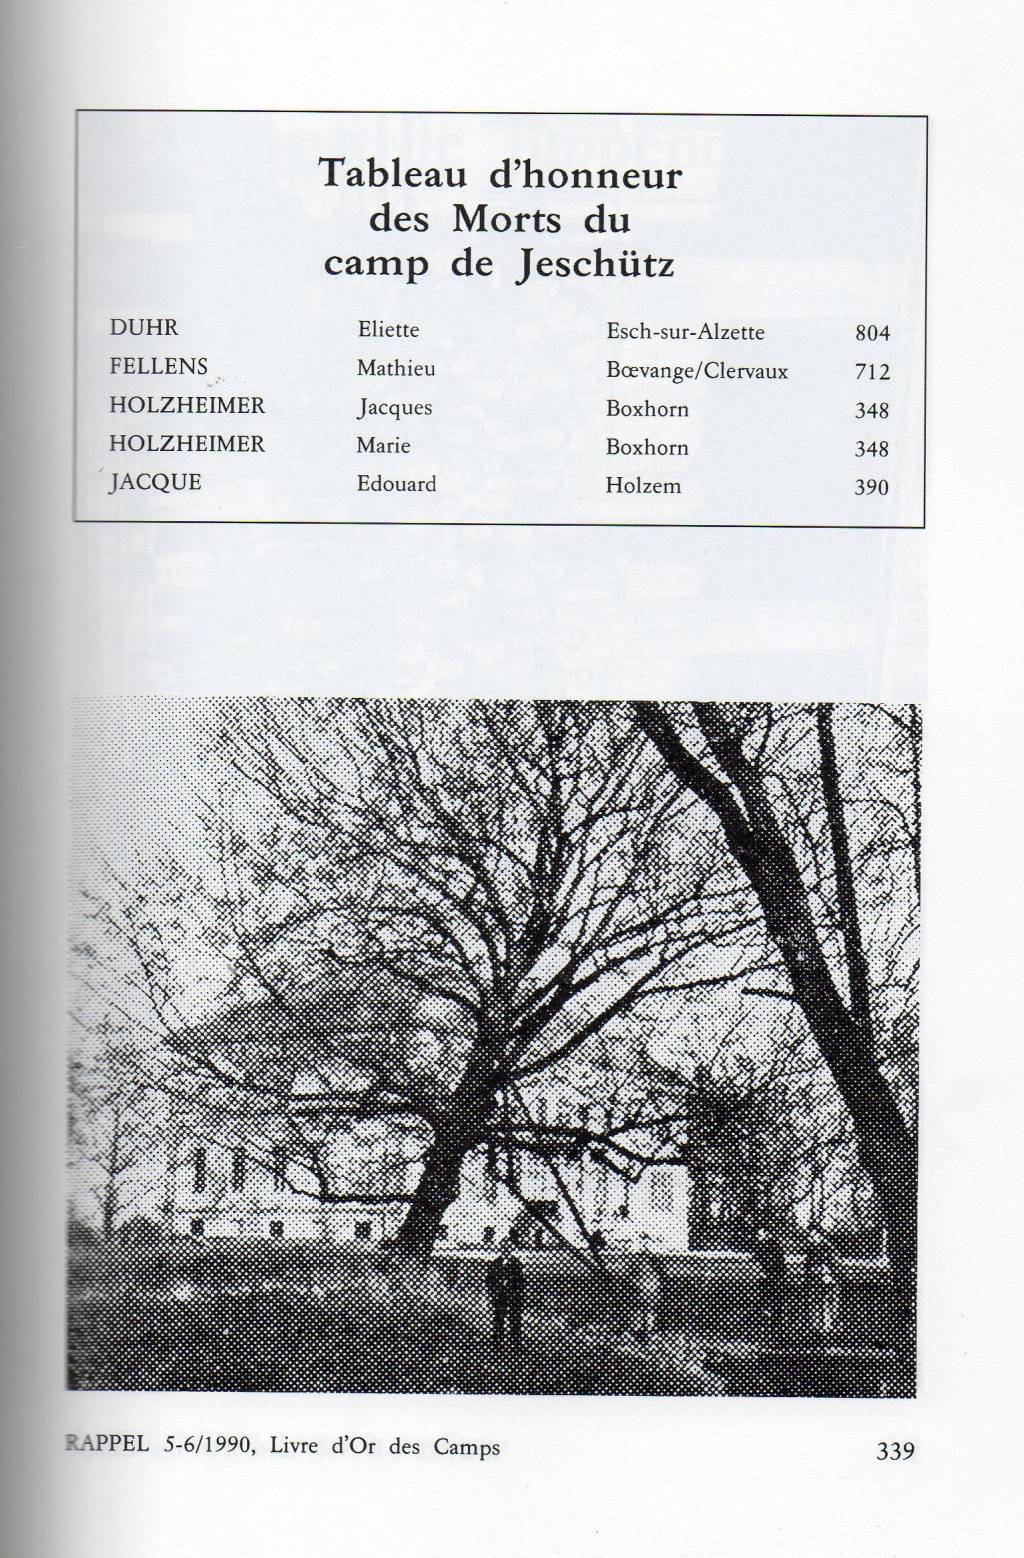 Tableau d'honneur
des Morts du
camp de Jeschütz
DUHR Eliette Esch-sur-Alzette 804
FELLENS Mathieu Bœvange/Clervaux 712
HOLZHEIMER Jacques Boxhorn 348
HOLZHEIMER Marie Boxhorn 348
JACQUE Edouard Holzem 390
RAPPEL 5-6/1990, Livre d'Or des Camps 339